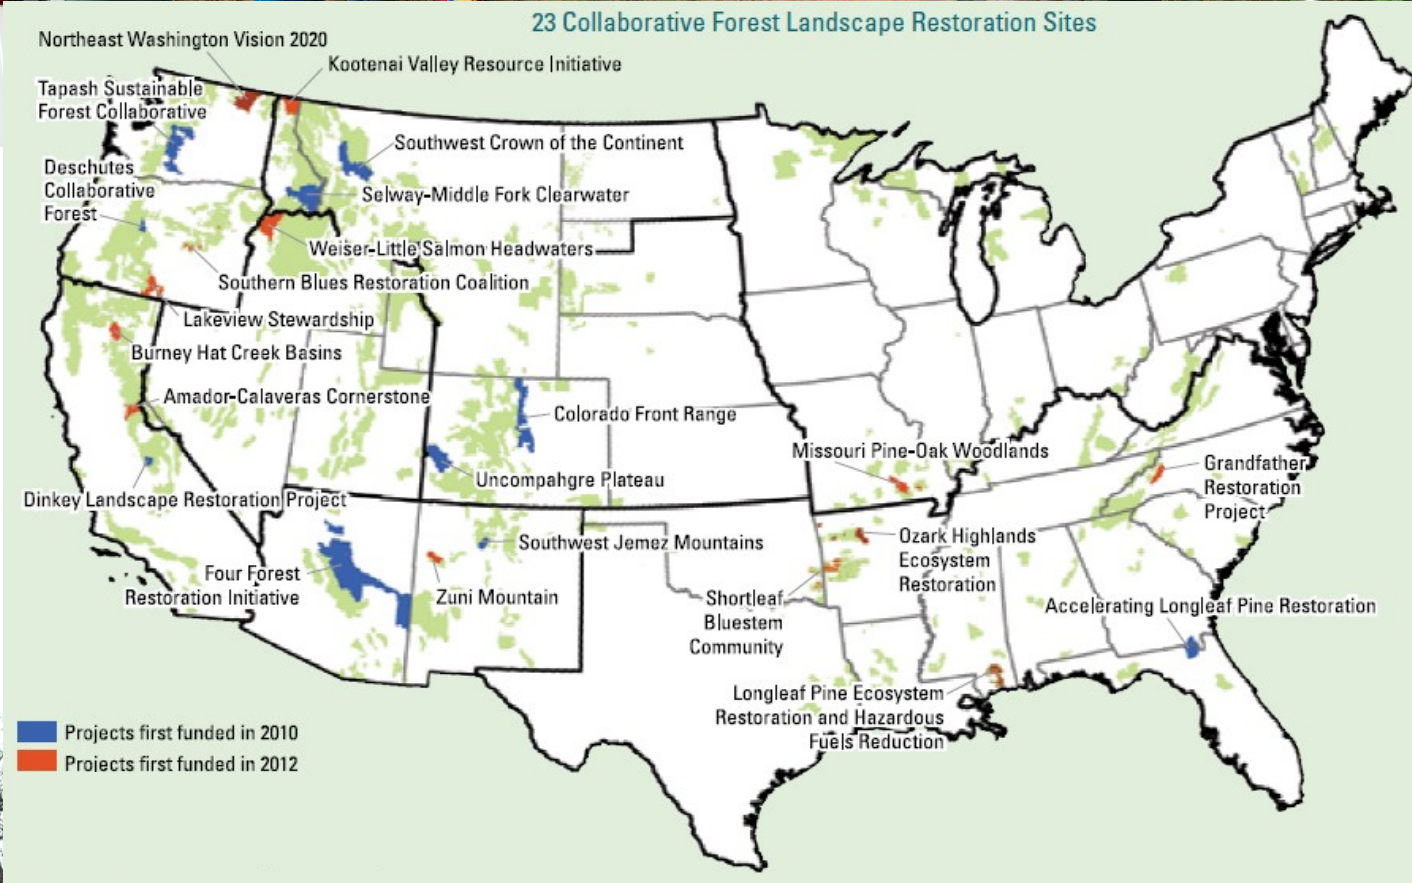 23 Collaborative Forest Landscape Restoration Sites
Northeast Washington Vision 2020
Kootenai Valley Resource Initiative
Tapash Sustainable
Forest Collaborative
Southwest Crown of the Continent
Deschutes
Collaborative
Forest
Selway-Middle Fork Clearwater
Weiser-Little Salmon Headwaters
Southern Blues Restoration Coalition
Lakeview Stewardship
Burney Hat Creek Basins
Amador-Calaveras Cornerstone
Colorado Front Range
Missouri Pine-Oak Woodlands
Uncompahgre Plateau
Grandfather
Restoration
Project
Dinkey Landscape Restoration Project
Southwest Jemez Mountains
Ozark Highlands
Ecosystem
Restoration
Four Forest
Restoration Initiative
Zuni Mountain
Shortleaf
Bluestem
Community
Accelerating Longleaf Pine Restoration
Longleaf Pine Ecosystem
Restoration and Hazardous
Fuels Reduction
Projects first funded in 2010
Projects first funded in 2012